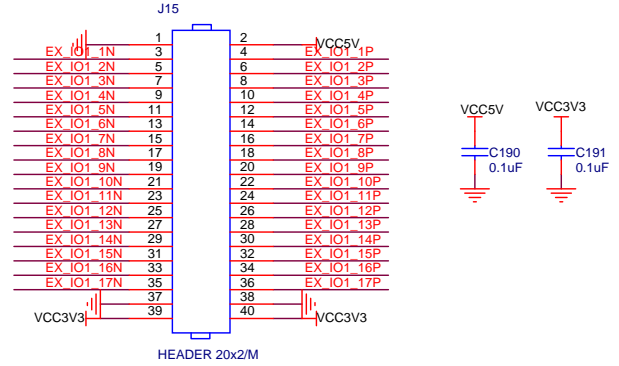 J15
1 2 VCC5V
EX_IO1_1N 3 4 EX_IO1_1P
EX_IO1_2N 5 6 EX_IO1_2P
EX_IO1_3N 7 8 EX_IO1_3P
EX_IO1_4N 9 10 EX_IO1_4P
EX_IO1_5N 11 12 EX_IO1_5P
EX_IO1_6N 13 14 EX_IO1_6P
EX_IO1_7N 15 16 EX_IO1_7P
EX_IO1_8N 17 18 EX_IO1_8P
EX_IO1_9N 19 20 EX_IO1_9P
EX_IO1_10N 21 22 EX_IO1_10P
EX_IO1_11N 23 24 EX_IO1_11P
EX_IO1_12N 25 26 EX_IO1_12P
EX_IO1_13N 27 28 EX_IO1_13P
EX_IO1_14N 29 30 EX_IO1_14P
EX_IO1_15N 31 32 EX_IO1_15P
EX_IO1_16N 33 34 EX_IO1_16P
EX_IO1_17N 35 36 EX_IO1_17P
37 38
VCC3V3 39 40 VCC3V3
HEADER 20x2/M
VCC5V
C190
0.1uF
VCC3V3
C191
0.1uF